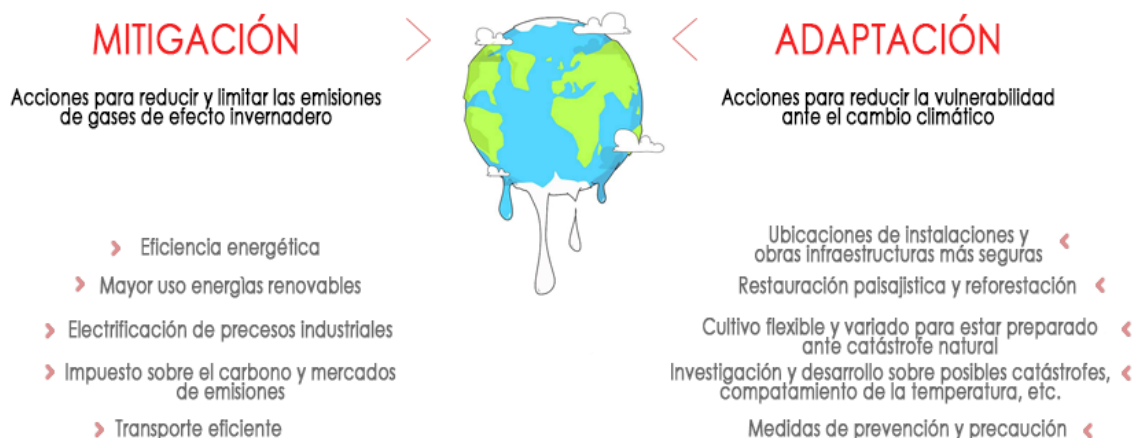 MITIGACIÓN
Acciones para reducir y limitar las emisiones
de gases de efecto invernadero
Eficiencia energética
Mayor uso energìas renovables
Electrificación de precesos industriales
Impuesto sobre el carbono y mercados
de emisiones
Transporte eficiente
ADAPTACIÓN
Acciones para reducir la vulnerabilidad
ante el cambio climático
Ubicaciones de instalaciones y
obras infraestructuras más seguras
Restauración paisajistica y reforestación
Cultivo flexible y variado para estar preparado
ante catástrofe natural
Investigación y desarrollo sobre posibles catástrofes,
compatamiento de la temperatura, etc.
Medidas de prevención y precaución